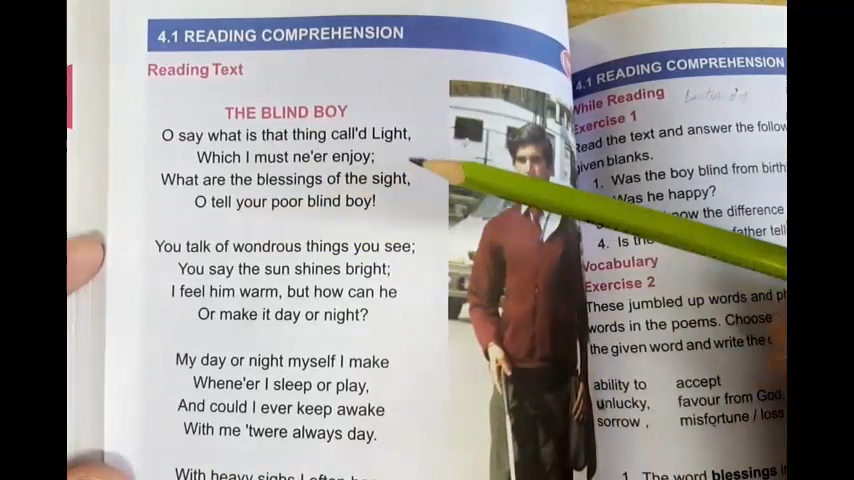 4.1 READING COMPREHENSION
Reading Text
THE BLIND BOY
O say what is that thing call'd Light,
Which I must ne'er enjoy;
What are the blessings of the sight,
O tell your poor blind boy!
You talk of wondrous things you see;
You say the sun shines bright;
I feel him warm, but how can he
Or make it day or night?
My day or night myself I make
Whene'er I sleep or play,
And could I ever keep awake
With me 'twere always day.
With heavy sighs I often
4.1 READING COMPREHENSION
While Reading
Exercise 1
Read the text and answer the
given blanks.
1. Was the boy blind from birth
Was he happy?
the difference
4. Is father
Vocabulary
Exercise 2
These jumbled up words and
words in the poems. Choose
the given word and write the
ability to accept
unlucky, favour from God,
sorrow , misfortune / loss
1. The word blessings